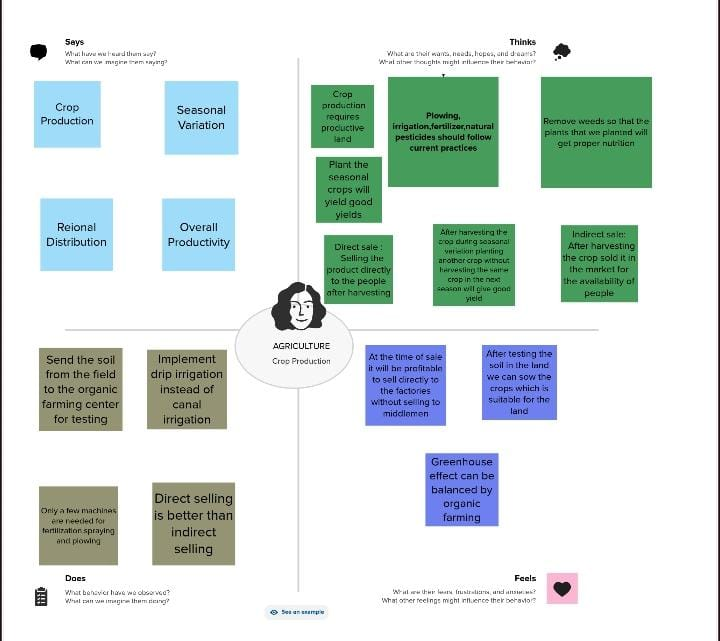 Says
What have we heard them say?
What can we imagine them saying?
Crop
Production
Seasonal
Variation
Reional
Distribution
Overall
Productivity
Thinks
What are their wants, needs, hopes, and dreams?
What other thoughts might influence their behavior?
Crop
production
requires
productive
land
Plowing,
irrigation,fertilizer,natural
pesticides should follow
current practices
Remove weeds so that the
plants that we planted will
get proper nutrition
Plant the
seasonal
crops will
yield good
yields
Direct sale :
Selling the
product directly
to the people
after harvesting
After harvesting the
crop during seasonal
variation planting
another crop without
harvesting the same
crop in the next
season will give good
yield
Indirect sale:
After harvesting
the crop sold it in
the market for
the availability of
people
AGRICULTURE
Crop Production
Send the soil
from the field
to the organic
farming center
for testing
Implement
drip irrigation
instead of
canal
irrigation
Only a few machines
are needed for
fertilization,spraying
and plowing
Direct selling
is better than
indirect
selling
Does
What behavior have we observed?
What can we imagine them doing?
At the time of sale
it will be profitable
to sell directly to
the factories
without selling to
middlemen
After testing the
soil in the land
we can sow the
crops which is
suitable for the
land
Greenhouse
effect can be
balanced by
organic
farming
Feels
What are their fears, frustrations, and anxieties?
What other feelings might influence their behavior?
See an example